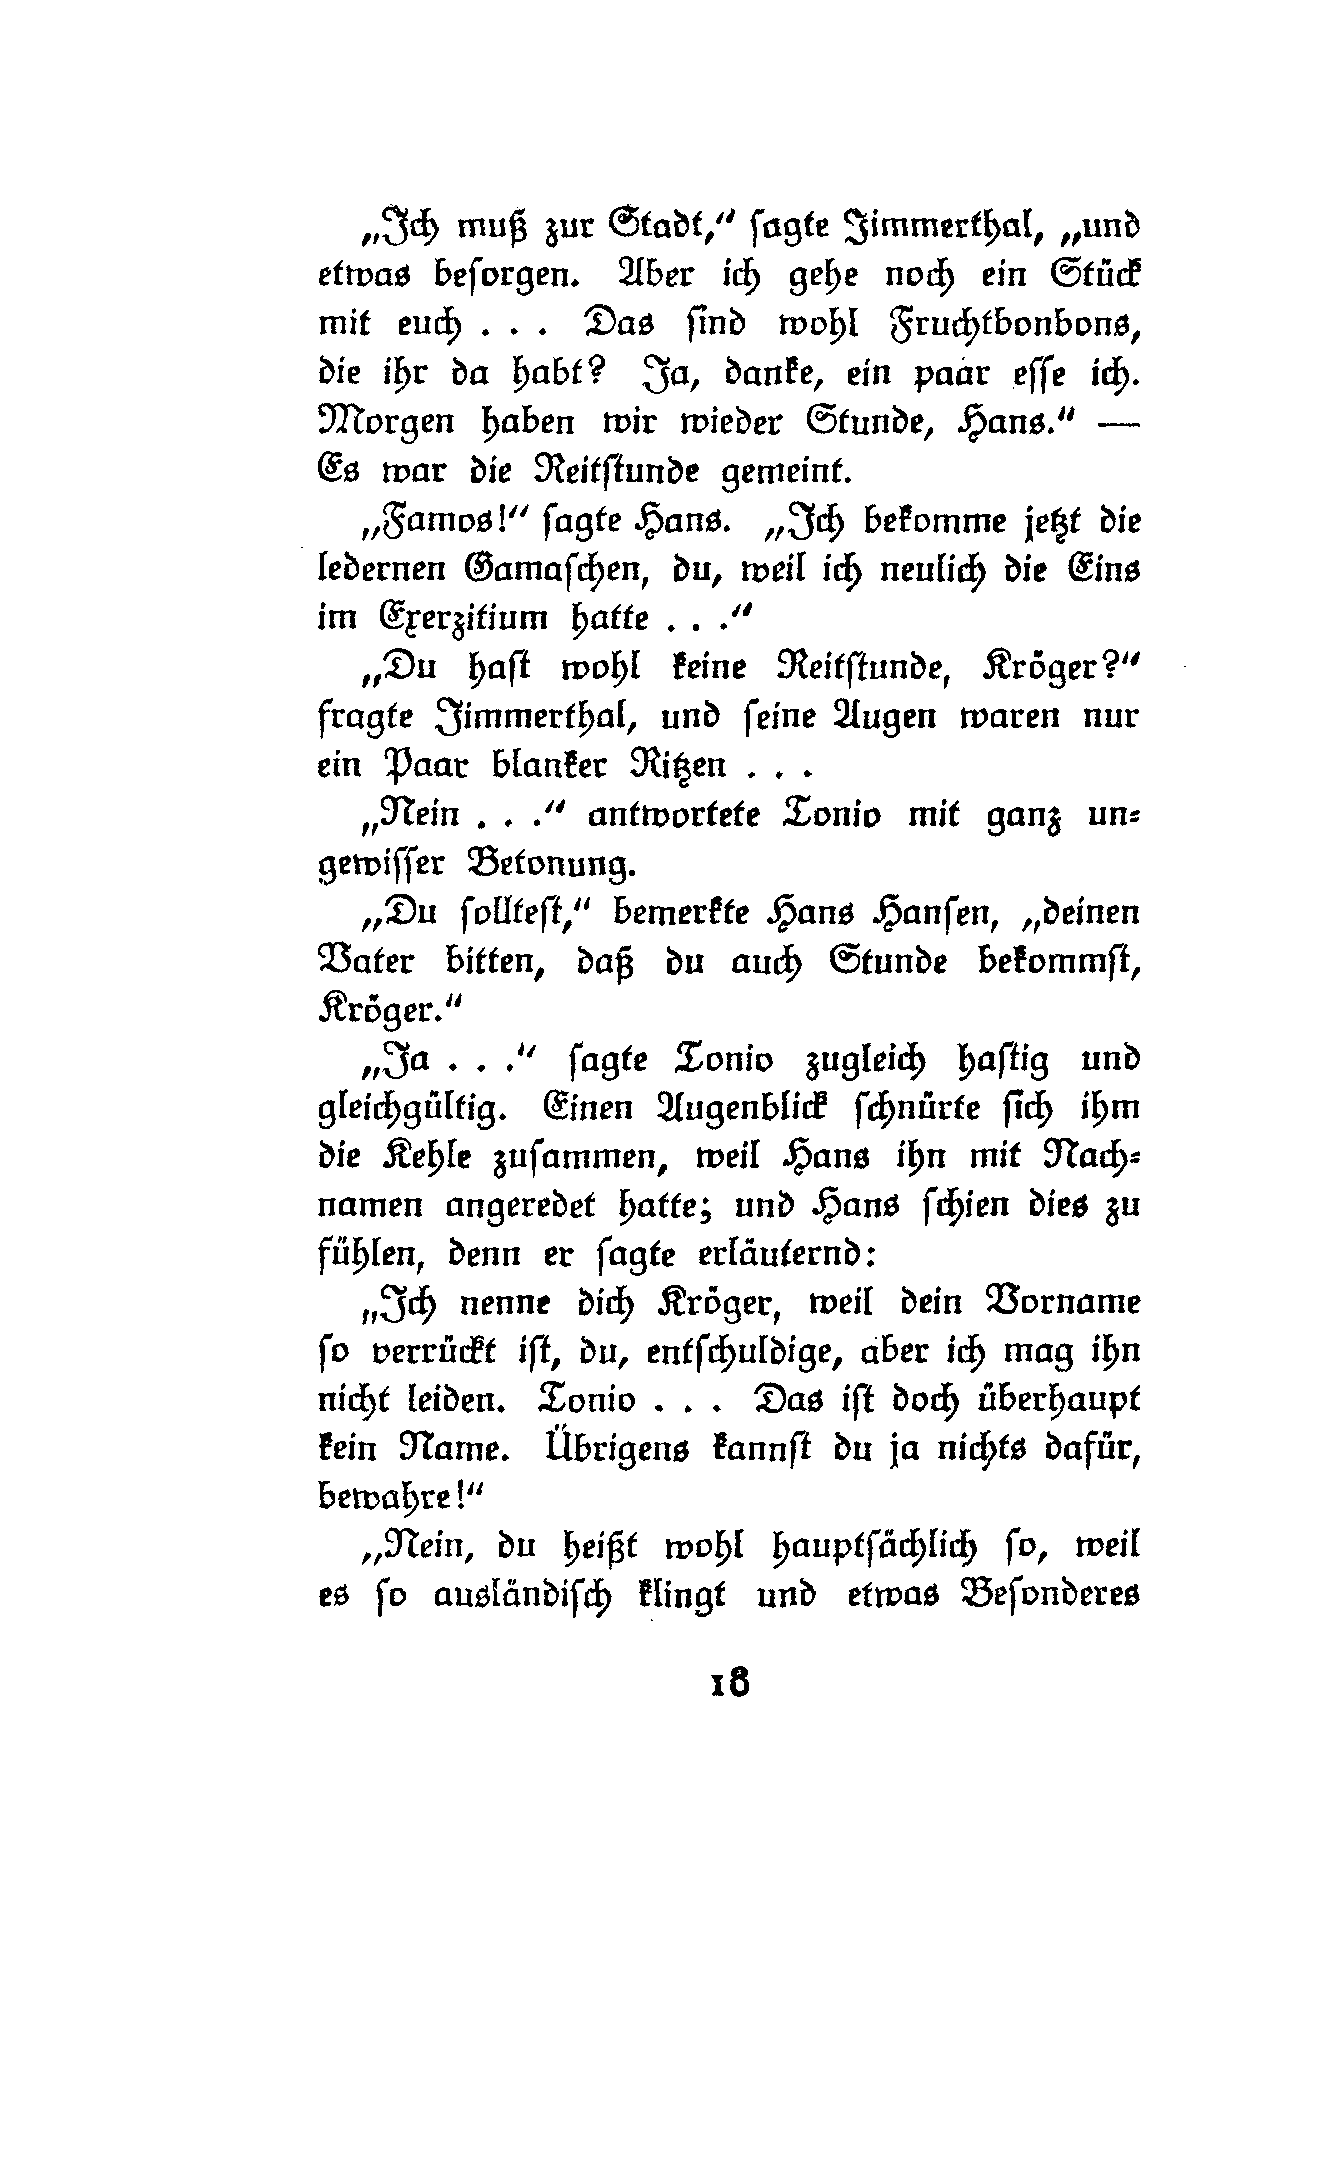 „Ich muß zur Stadt,“ ſagte Jimmerthal, „und
etwas beſorgen. Aber ich gehe noch ein Stück
mit euch . . . Das ſind wohl Fruchtbonbons,
die ihr da habt? Ja, danke, ein paar eſſe ich.
Morgen haben wir wieder Stunde, Hans.“ —
Es war die Reitſtunde gemeint.
„Famos!“ ſagte Hans. „Ich bekomme jetzt die
ledernen Gamaſchen, du, weil ich neulich die Eins
im Exerzitium hatte . . .“
„Du haſt wohl keine Reitſtunde, Kröger?“
fragte Jimmerthal, und ſeine Augen waren nur
ein Paar blanker Ritzen . . .
„Nein . . .“ antwortete Tonio mit ganz un⸗
gewiſſer Betonung.
„Du ſollteſt,“ bemerkte Hans Hanſen, „deinen
Vater bitten, daß du auch Stunde bekommſt,
Kröger.“
„Ja . . .“ ſagte Tonio zugleich haſtig und
gleichgültig. Einen Augenblick ſchnürte ſich ihm
die Kehle zuſammen, weil Hans ihn mit Nach⸗
namen angeredet hatte; und Hans ſchien dies zu
fühlen, denn er ſagte erläuternd:
„Ich nenne dich Kröger, weil dein Vorname
ſo verrückt iſt, du, entſchuldige, aber ich mag ihn
nicht leiden. Tonio . . . Das iſt doch überhaupt
kein Name. Übrigens kannſt du ja nichts dafür,
bewahre!“
„Nein, du heißt wohl hauptſächlich ſo, weil
es ſo ausländiſch klingt und etwas Beſonderes
18